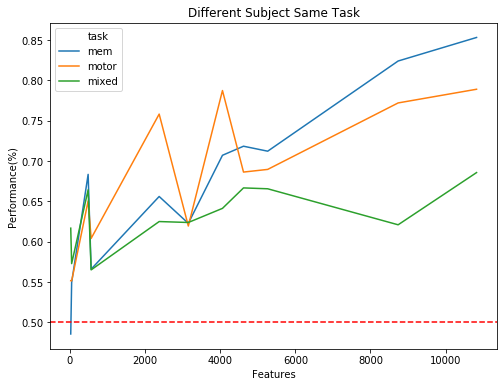 Different Subject Same Task
task
mem
motor
mixed
Performance(%)
0.85
0.80
0.75
0.70
0.65
0.60
0.55
0.50
0
2000
4000
6000
8000
10000
Features